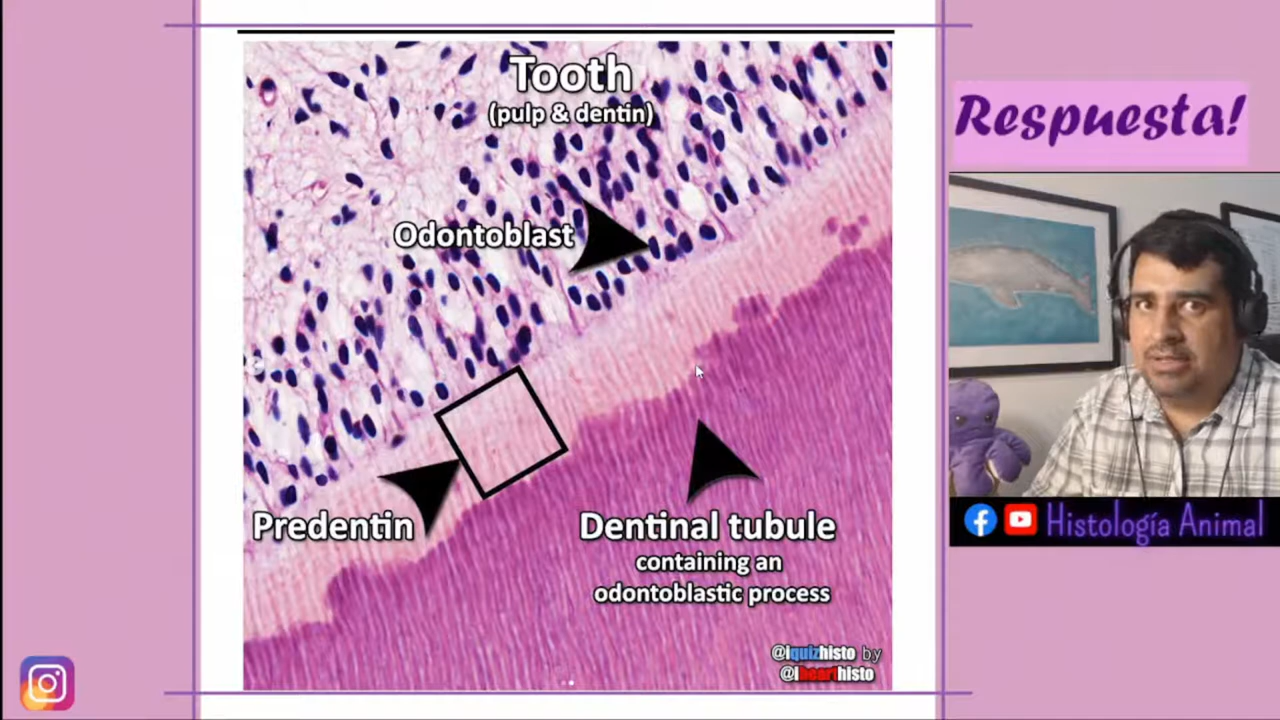 Tooth
(pulp & dentin)
Respuesta!
Odontoblast
Predentin
Dentinal tubule
containing an
odontoblastic process
Histología Animal
@iquizhisto by
@ihearthisto